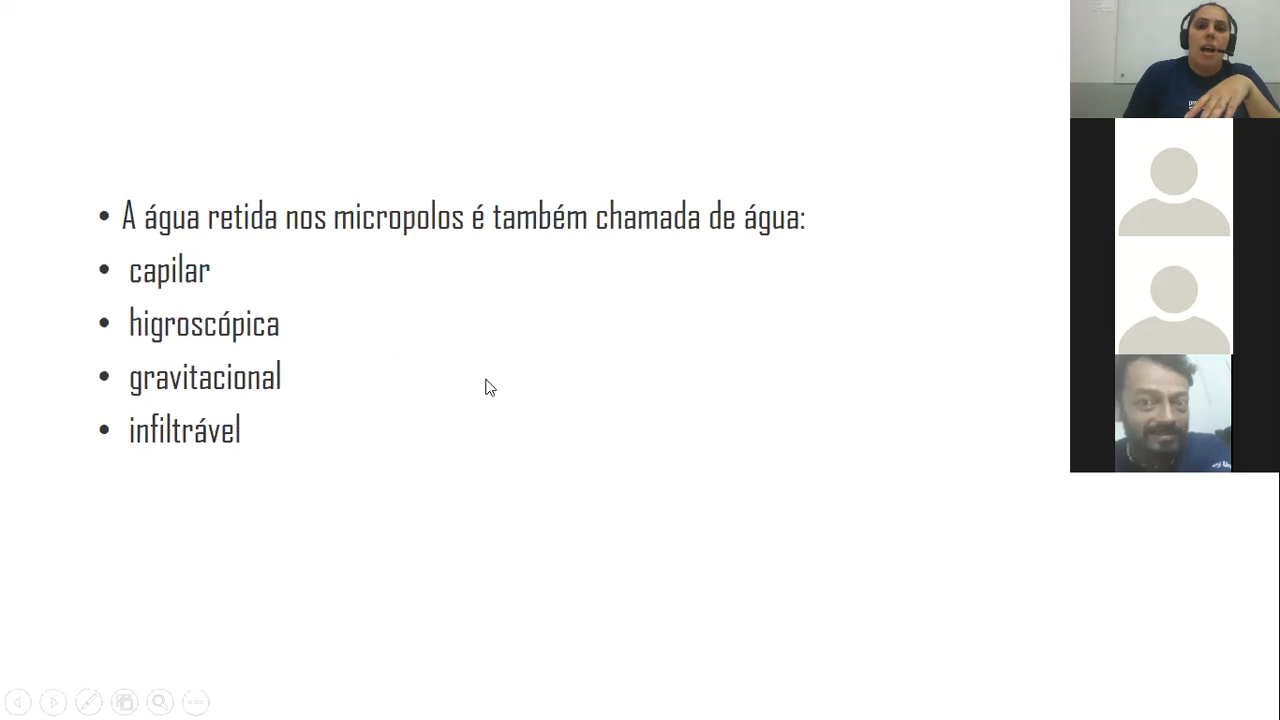 • A água retida nos micropolos é também chamada de água:
• capilar
• higroscópica
• gravitacional
• infiltrável